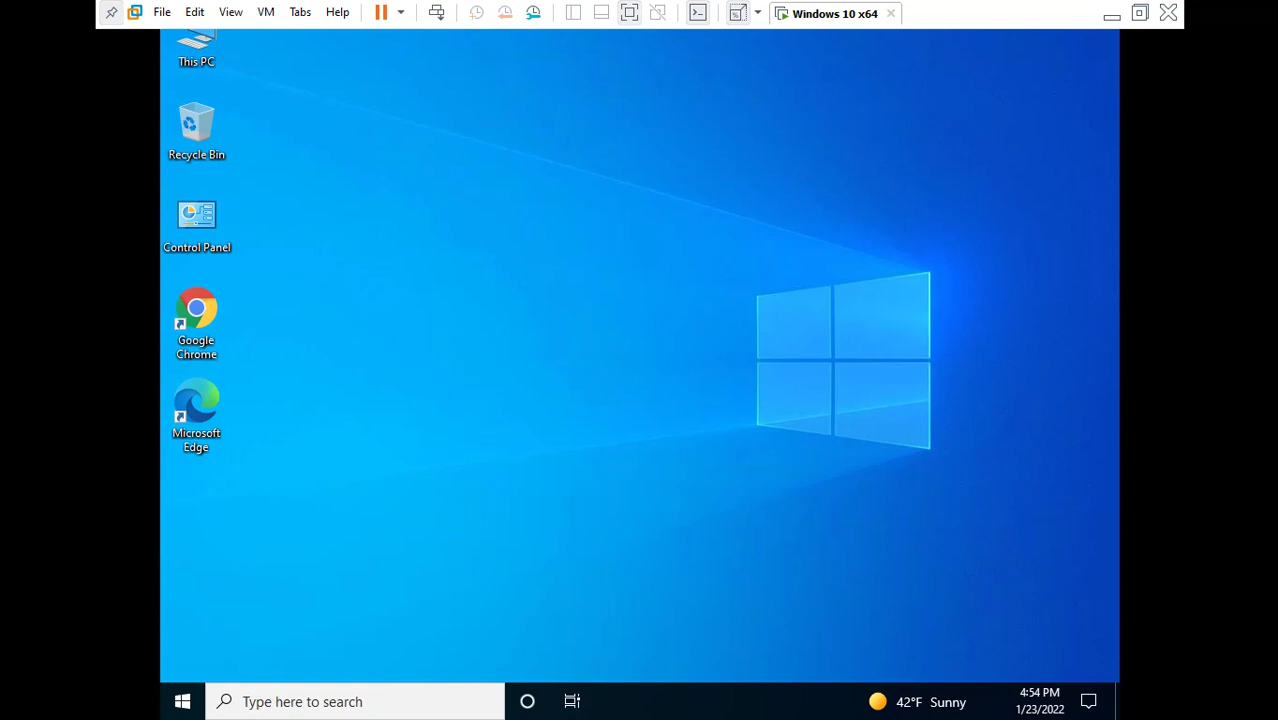 File Edit View VM Tabs Help
Windows 10 x64
This PC
Recycle Bin
Control Panel
Google
Chrome
Microsoft
Edge
Type here to search
42°F Sunny
4:54 PM
1/23/2022